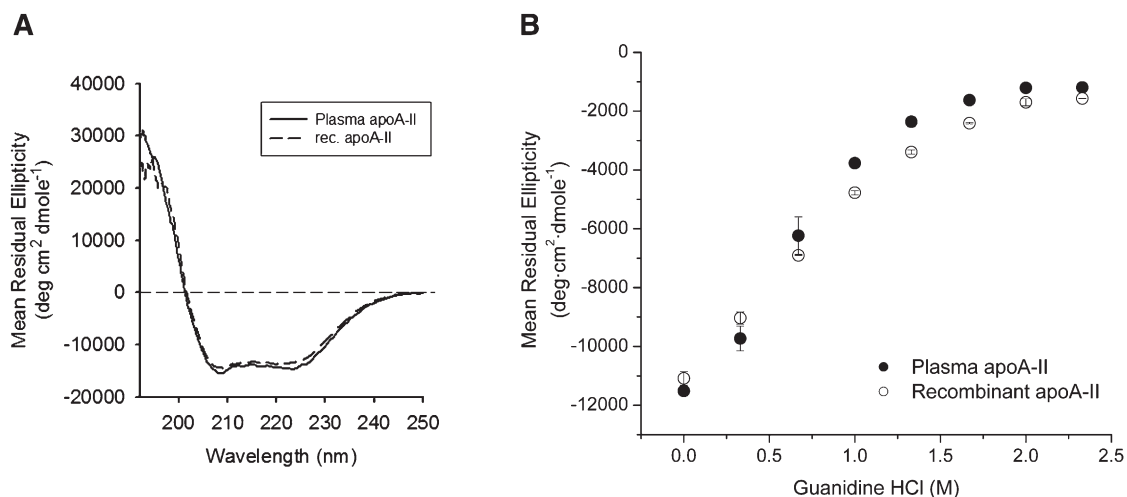 A
Mean Residual Ellipticity
(deg cm² dmole⁻¹)
40000
30000
20000
10000
0
-10000
-20000
200 210 220 230 240 250
Wavelength (nm)
Plasma apoA-II
rec. apoA-II
B
Mean Residual Ellipticity
(deg·cm²·dmole⁻¹)
0
-2000
-4000
-6000
-8000
-10000
-12000
0.0 0.5 1.0 1.5 2.0 2.5
Guanidine HCl (M)
Plasma apoA-II
Recombinant apoA-II